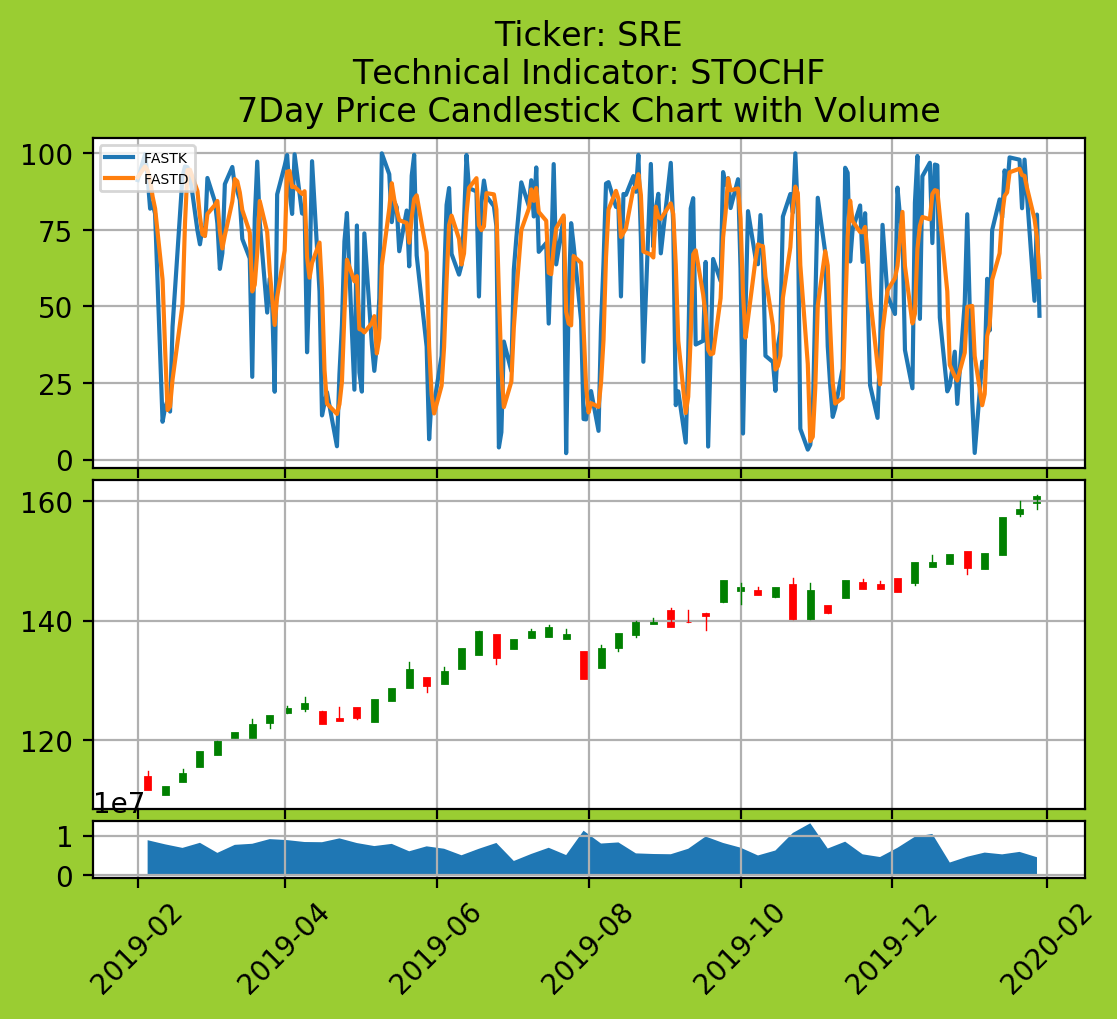 Ticker: SRE
Technical Indicator: STOCHF
7Day Price Candlestick Chart with Volume
100
FASTK
FASTD
75
50
25
0
160
140
120
1e7
1
0
2019-02
2019-04
2019-06
2019-08
2019-10
2019-12
2020-02